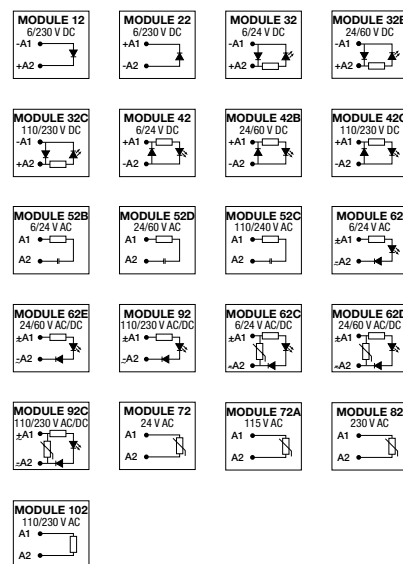 MODULE 12
6/230 V DC
-A1
+A2
MODULE 22
6/230 V DC
+A1
-A2
MODULE 32
6/24 V DC
-A1
+A2
MODULE
24/60 V DC
-A1
+A2
MODULE 32C
110/230 V DC
-A1
+A2
MODULE 42
6/24 V DC
+A1
-A2
MODULE 42B
24/60 V DC
+A1
-A2
MODULE 42C
110/230 V DC
+A1
-A2
MODULE 52B
6/24 V AC
A1
A2
MODULE 52D
24/60 V AC
A1
A2
MODULE 52C
110/240 V AC
A1
A2
MODULE 62
6/24 V AC
±A1
±A2
MODULE 62E
24/60 V AC/DC
±A1
±A2
MODULE 92
110/230 V AC/DC
±A1
±A2
MODULE 62C
6/24 V AC/DC
±A1
±A2
MODULE 62D
24/60 V AC/DC
±A1
±A2
MODULE 92C
110/230 V AC/DC
±A1
±A2
MODULE 72
24 V AC
A1
A2
MODULE 72A
115 V AC
A1
A2
MODULE 82
230 V AC
A1
A2
MODULE 102
110/230 V AC
A1
A2